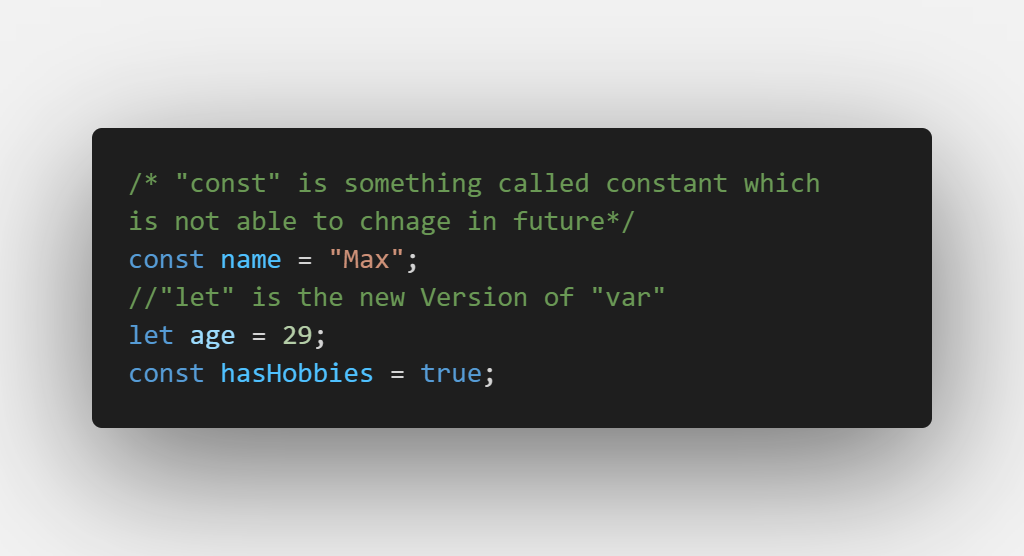 /* "const" is something called constant which
is not able to chnage in future*/
const name = "Max";
//"let" is the new Version of "var"
let age = 29;
const hasHobbies = true;